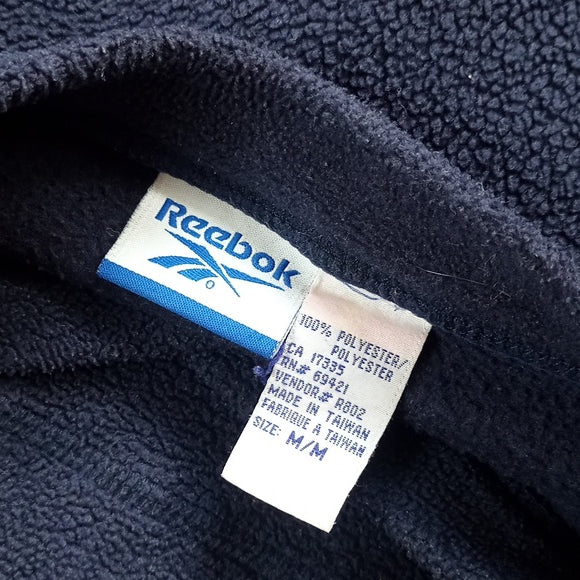 Reebok
100% POLYESTER/
POLYESTER
CA 17335
RN# 69421
VENDOR# R802
MADE IN TAIWAN
FABRIQUE A TAIWAN
SIZE: M/M